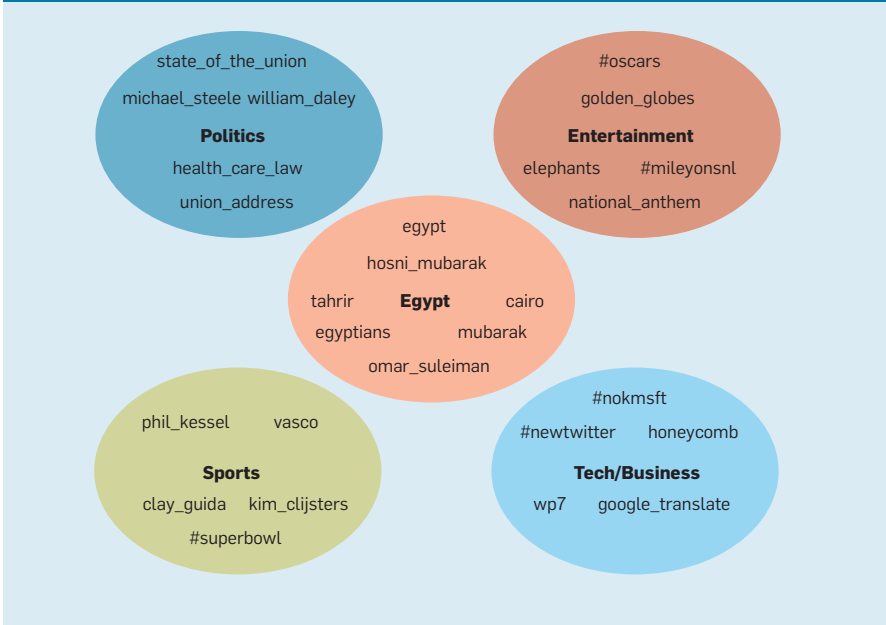 state_of_the_union
michael_steele william_daley
Politics
health_care_law
union_address
#oscars
golden_globes
Entertainment
elephants #mileyonsnl
national_anthem
egypt
hosni_mubarak
tahrir Egypt cairo
egyptians mubarak
omar_suleiman
phil_kessel vasco
Sports
clay_guida kim_clijsters
#superbowl
#nokmsft
#newtwitter honeycomb
Tech/Business
wp7 google_translate